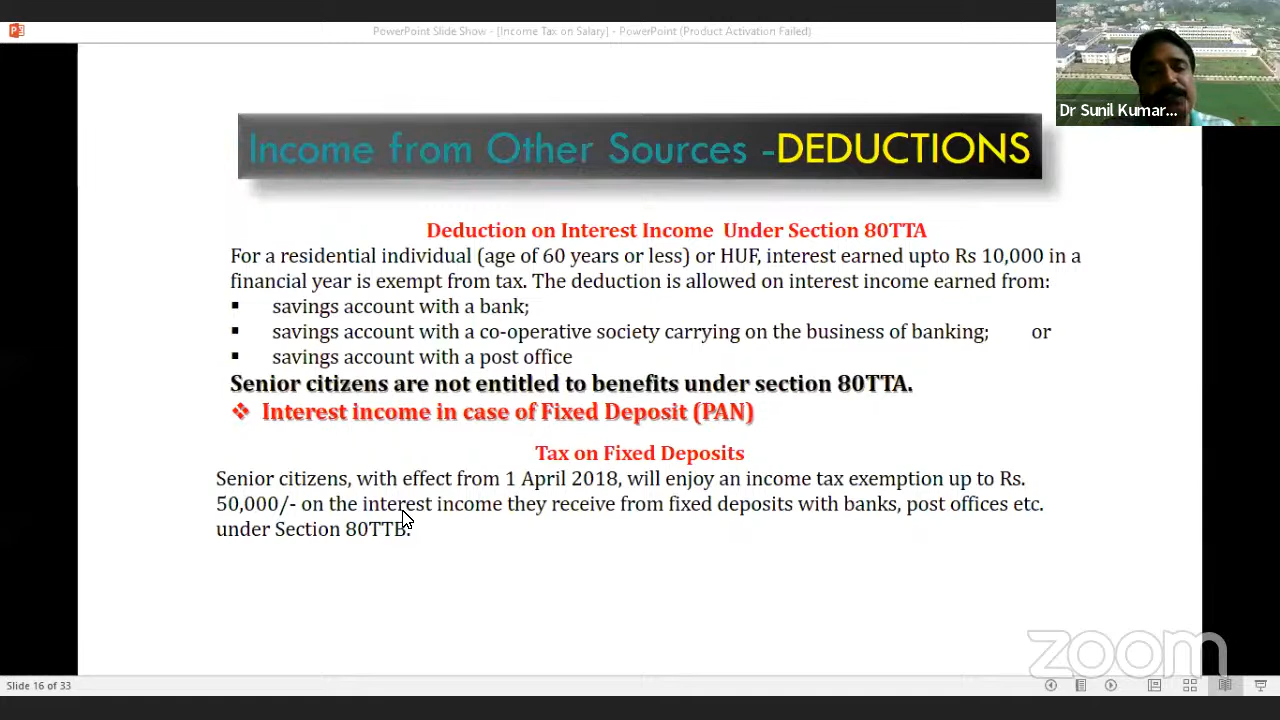 PowerPoint Slide Show - [Income Tax on Salary] - PowerPoint (Product Activation Failed)
Dr Sunil Kumar...
Income from Other Sources -DEDUCTIONS
Deduction on Interest Income Under Section 80TTA
For a residential individual (age of 60 years or less) or HUF, interest earned upto Rs 10,000 in a
financial year is exempt from tax. The deduction is allowed on interest income earned from:
▪ savings account with a bank;
▪ savings account with a co-operative society carrying on the business of banking; or
▪ savings account with a post office
Senior citizens are not entitled to benefits under section 80TTA.
❖ Interest income in case of Fixed Deposit (PAN)
Tax on Fixed Deposits
Senior citizens, with effect from 1 April 2018, will enjoy an income tax exemption up to Rs.
50,000/- on the interest income they receive from fixed deposits with banks, post offices etc.
under Section 80TTB.
zoom
Slide 16 of 33